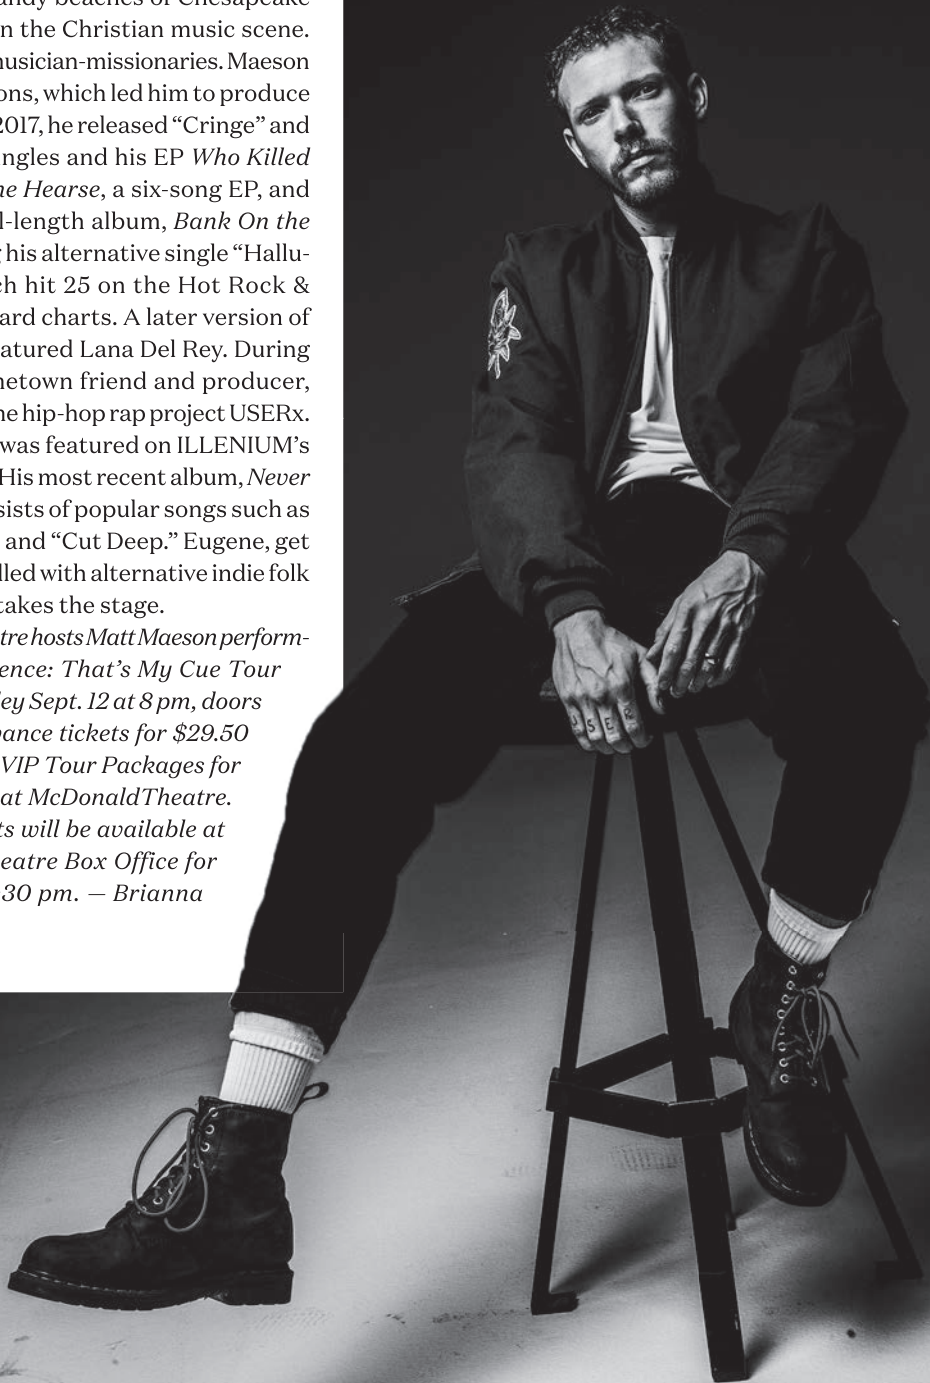 andy beaches of Chesapeake
n the Christian music scene.
usician-missionaries. Maeson
ons, which led him to produce
2017, he released “Cringe” and
ngles and his EP Who Killed
he Hearse, a six-song EP, and
l-length album, Bank On the
g his alternative single “Hallu-
ch hit 25 on the Hot Rock &
ard charts. A later version of
atured Lana Del Rey. During
netown friend and producer,
he hip-hop rap project USERx.
was featured on ILLENIUM’s
His most recent album, Never
sists of popular songs such as
and “Cut Deep.” Eugene, get
lled with alternative indie folk
takes the stage.
tre hosts Matt Maeson perform-
ence: That’s My Cue Tour
ey Sept. 12 at 8 pm, doors
vance tickets for $29.50
VIP Tour Packages for
at McDonaldTheatre.
ts will be available at
eatre Box Office for
30 pm. — Brianna
USER